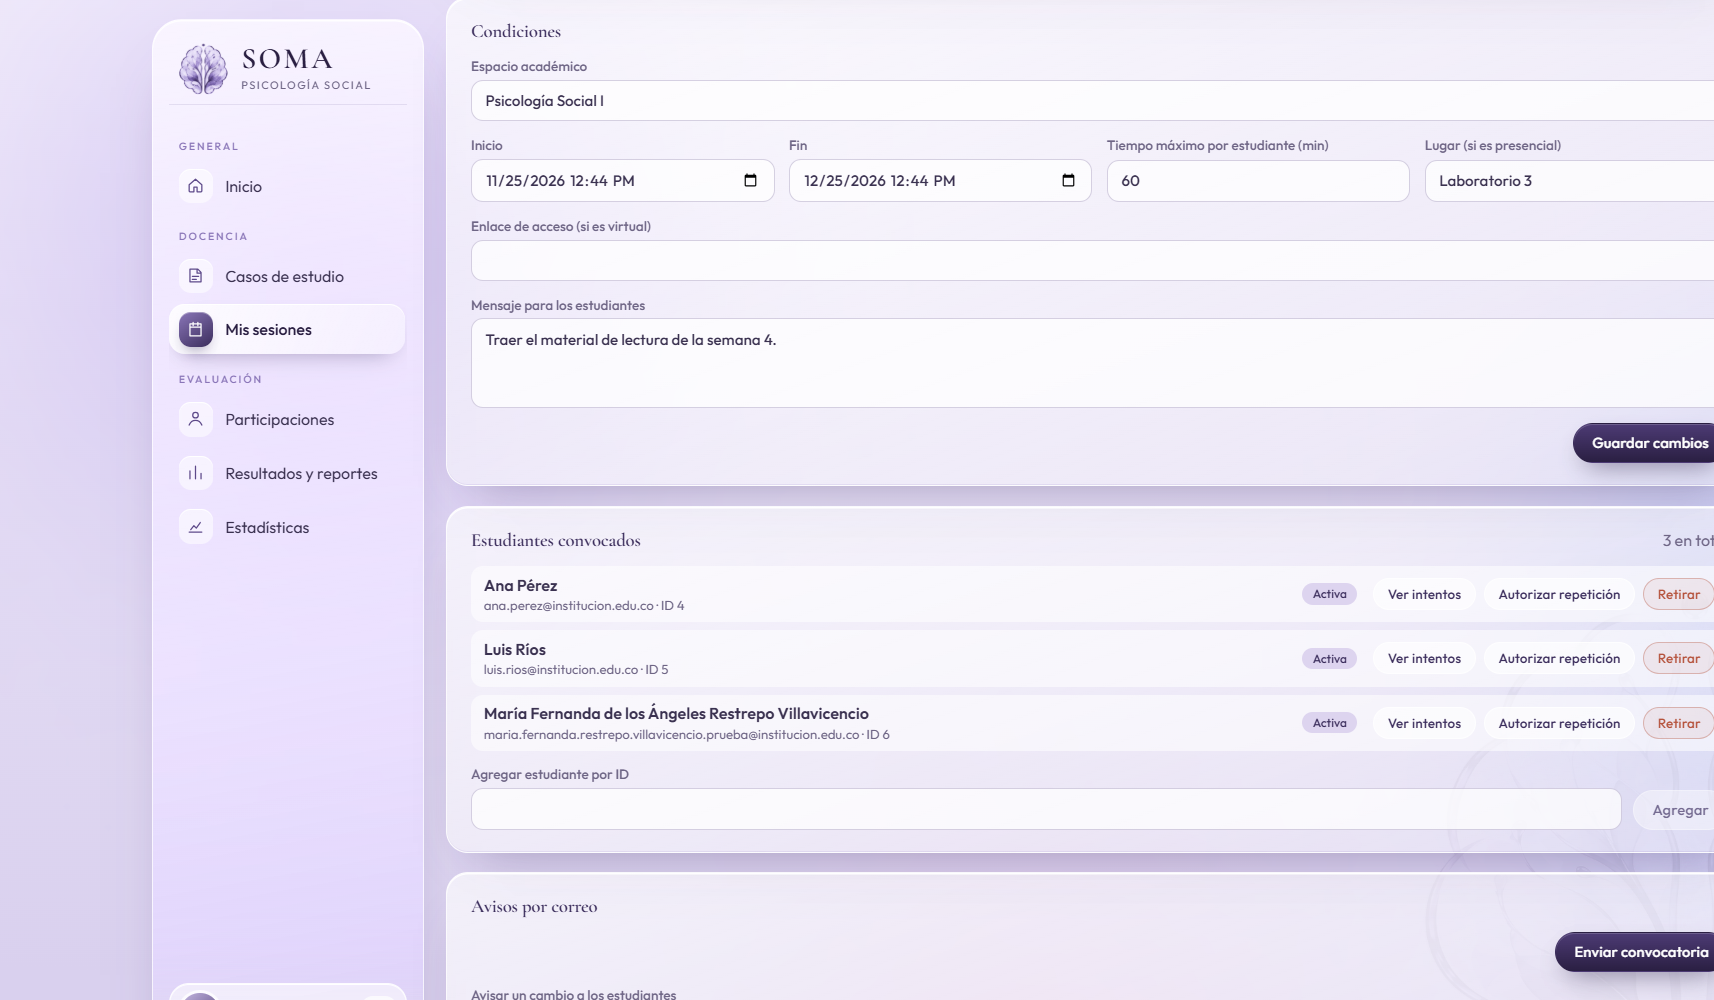 SOMA
PSICOLOGÍA SOCIAL
GENERAL
Inicio
DOCENCIA
Casos de estudio
Mis sesiones
EVALUACIÓN
Participaciones
Resultados y reportes
Estadísticas
Condiciones
Espacio académico
Psicología Social I
Inicio Fin Tiempo máximo por estudiante (min) Lugar (si es presencial)
11/25/2026 12:44 PM 12/25/2026 12:44 PM 60 Laboratorio 3
Enlace de acceso (si es virtual)
Mensaje para los estudiantes
Traer el material de lectura de la semana 4.
Guardar cambios
Estudiantes convocados 3 en tot
Ana Pérez
ana.perez@institucion.edu.co · ID 4
Activa Ver intentos Autorizar repetición Retirar
Luis Ríos
luis.rios@institucion.edu.co · ID 5
Activa Ver intentos Autorizar repetición Retirar
María Fernanda de los Ángeles Restrepo Villavicencio
maria.fernanda.restrepo.villavicencio.prueba@institucion.edu.co · ID 6
Activa Ver intentos Autorizar repetición Retirar
Agregar estudiante por ID
Agregar
Avisos por correo
Enviar convocatoria
Avisar un cambio a los estudiantes